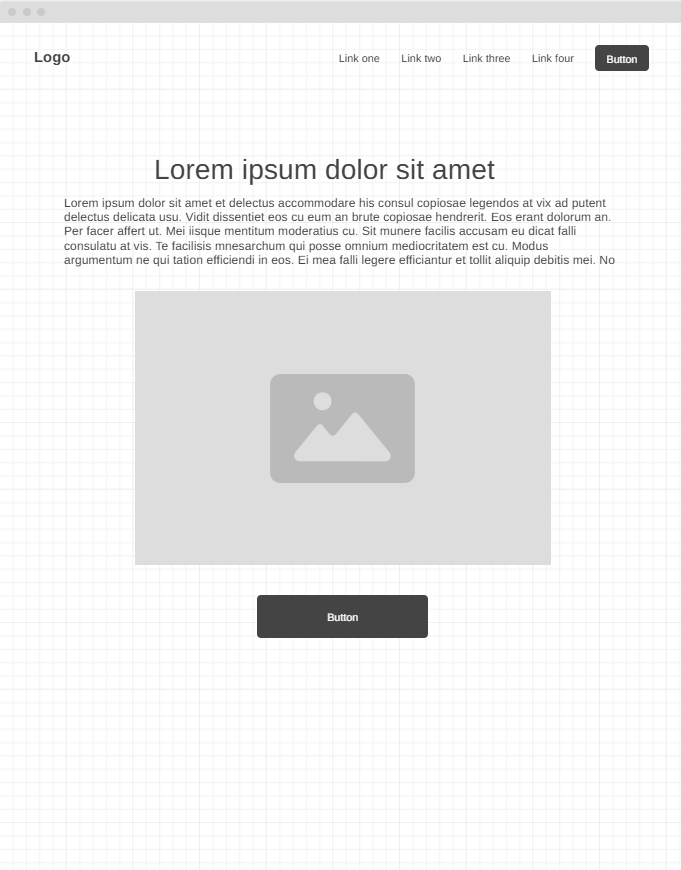 Logo
Link one Link two Link three Link four Button
Lorem ipsum dolor sit amet
Lorem ipsum dolor sit amet et delectus accommodare his consul copiosae legendos at vix ad putent
delectus delicata usu. Vidit dissentiet eos cu eum an brute copiosae hendrerit. Eos erant dolorum an.
Per facer affert ut. Mei iisque mentitum moderatius cu. Sit munere facilis accusam eu dicat falli
consulatu at vis. Te facilisis mnesarchum qui posse omnium mediocritatem est cu. Modus
argumentum ne qui tation efficiendi in eos. Ei mea falli legere efficiantur et tollit aliquip debitis mei. No
Button